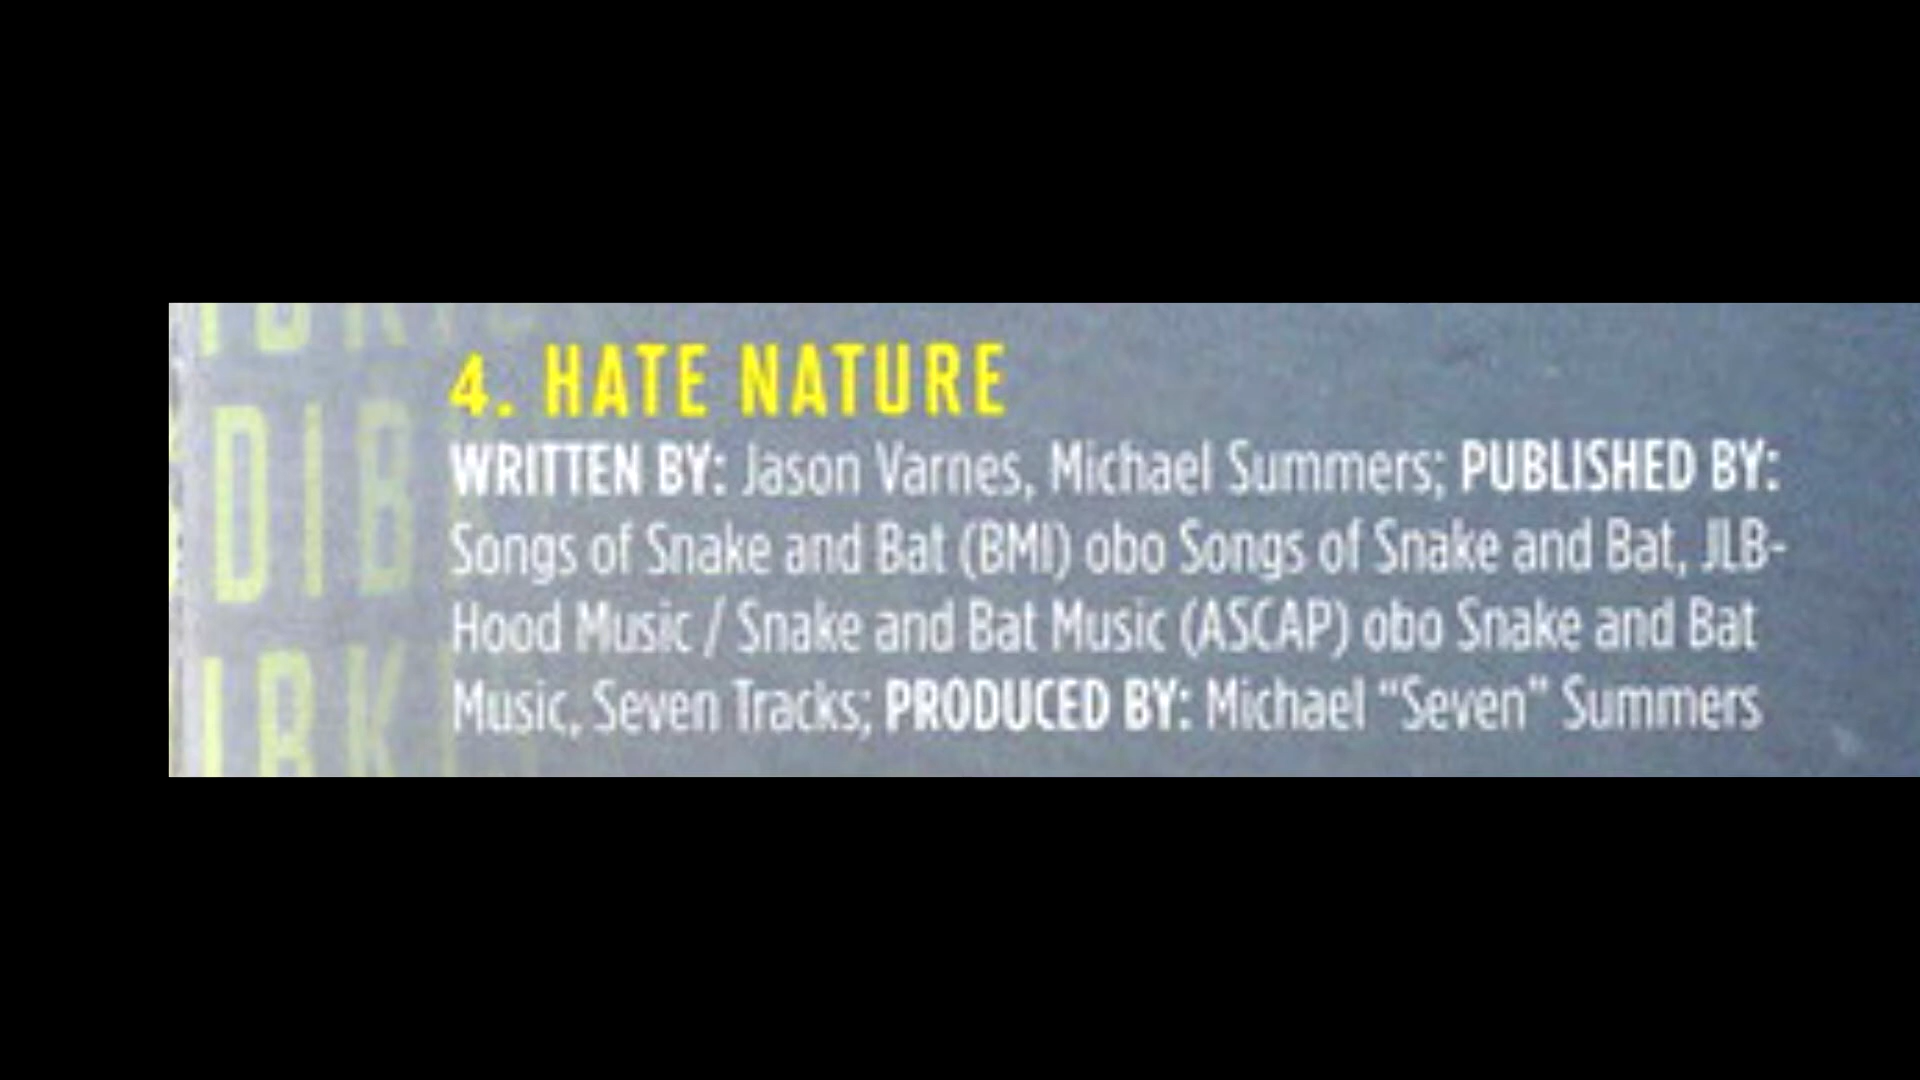 4. HATE NATURE
WRITTEN BY: Jason Varnes, Michael Summers; PUBLISHED BY:
Songs of Snake and Bat (BMI) obo Songs of Snake and Bat, JLB-
Hood Music / Snake and Bat Music (ASCAP) obo Snake and Bat
Music, Seven Tracks; PRODUCED BY: Michael “Seven” Summers